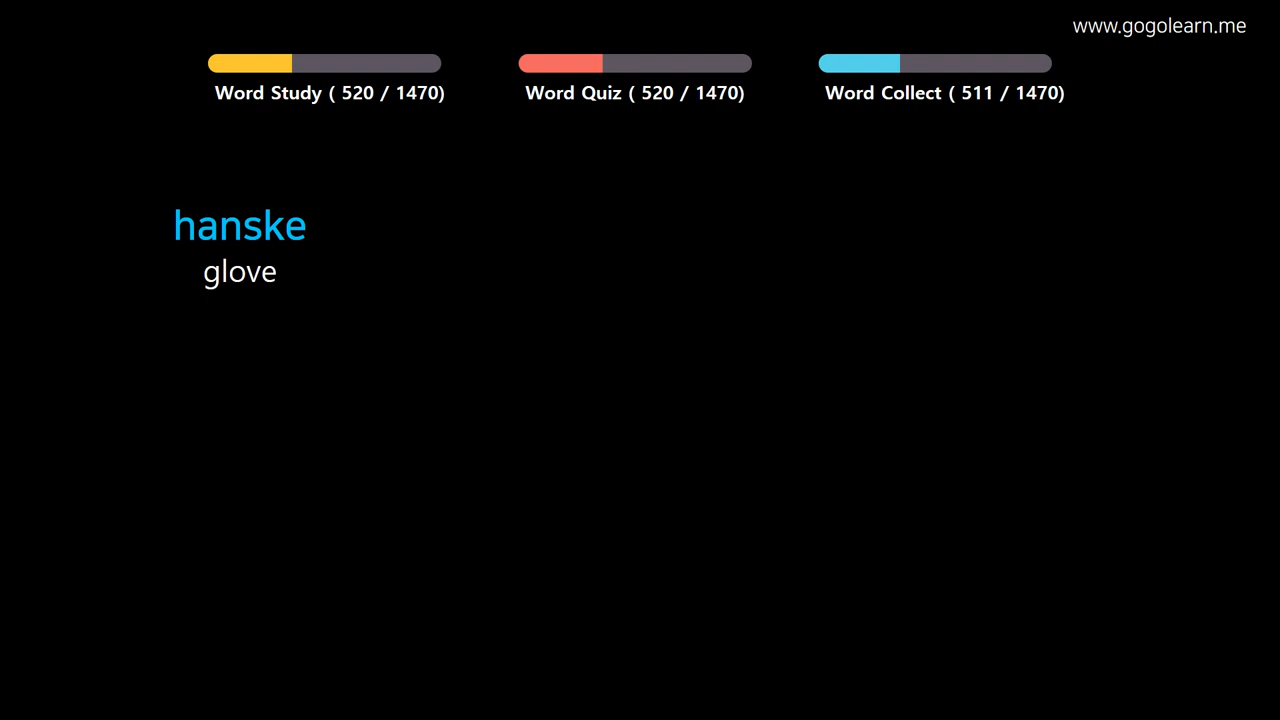 www.gogolearn.me
Word Study ( 520 / 1470)
Word Quiz ( 520 / 1470)
Word Collect ( 511 / 1470)
hanske
glove